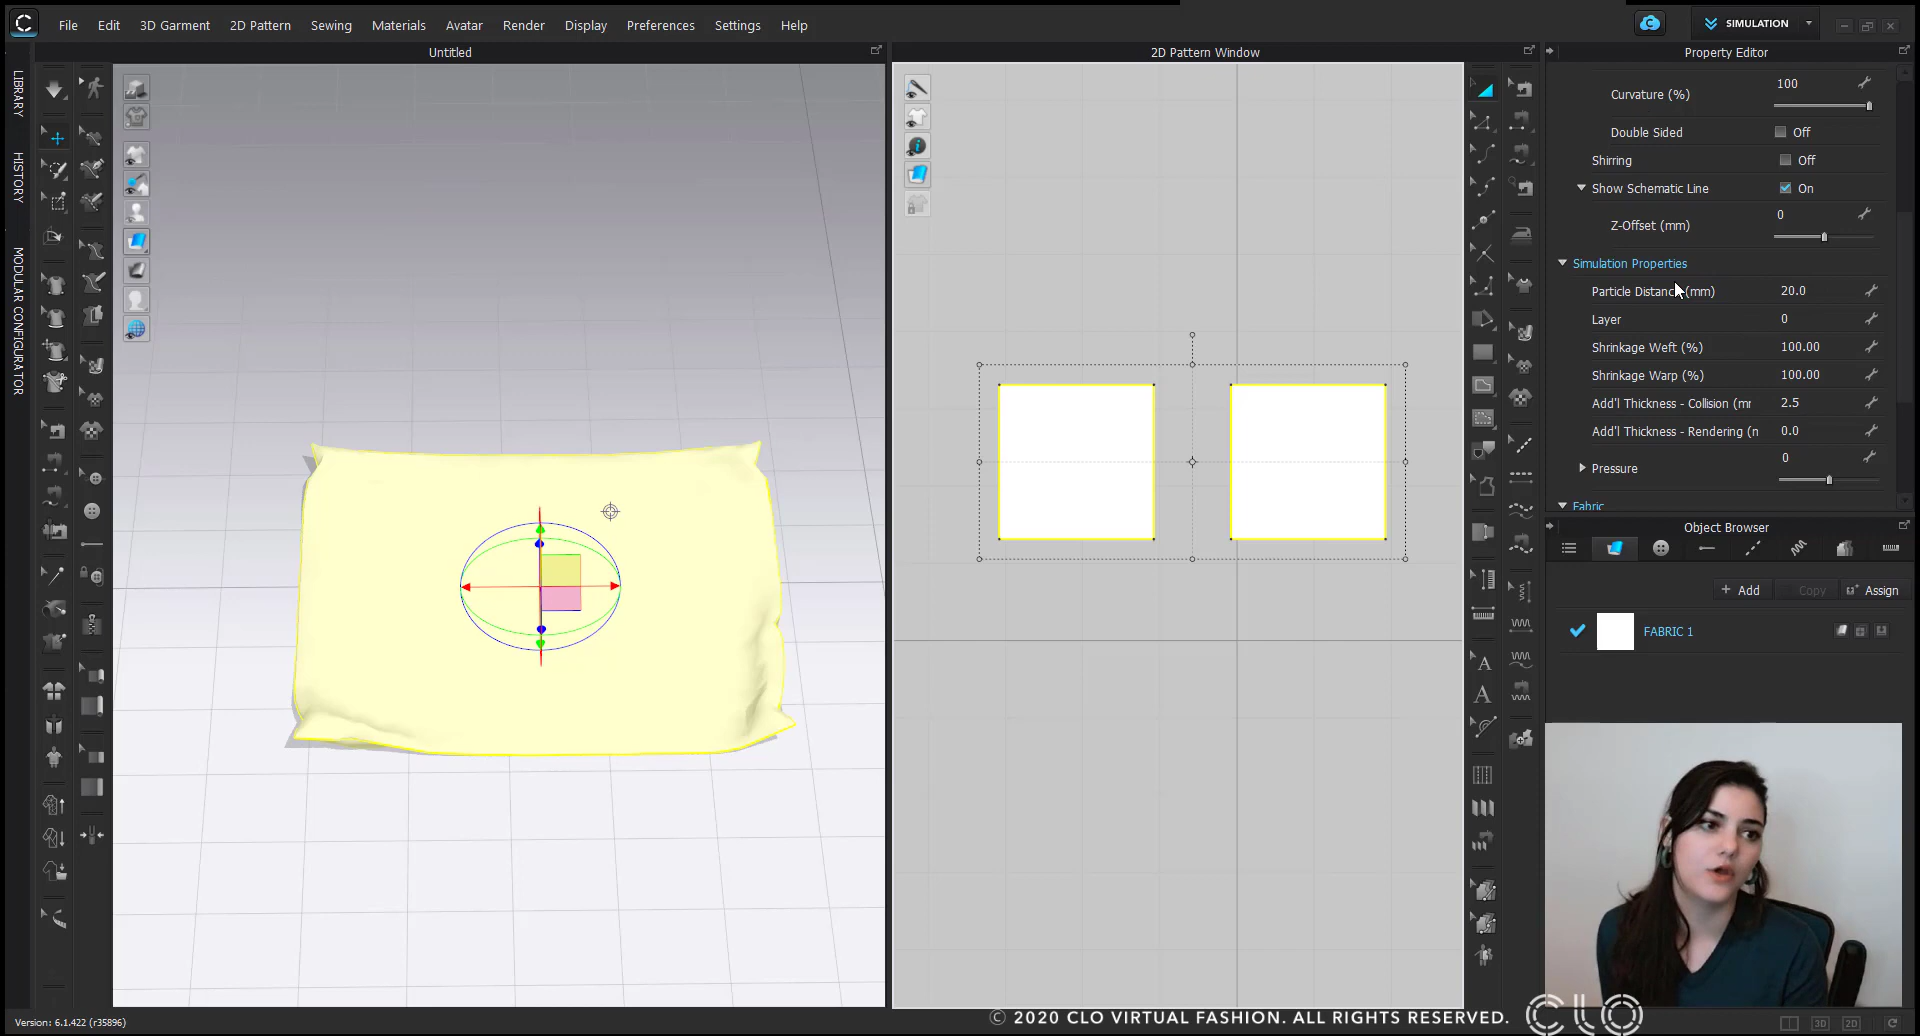 File Edit 3D Garment 2D Pattern Sewing Materials Avatar Render Display Preferences Settings Help
SIMULATION
Untitled
2D Pattern Window
Property Editor
LIBRARY
HISTORY
MODULAR CONFIGURATOR
Curvature (%) 100
Double Sided Off
Shirring Off
Show Schematic Line On
Z-Offset (mm) 0
Simulation Properties
Particle Distanc (mm) 20.0
Layer 0
Shrinkage Weft (%) 100.00
Shrinkage Warp (%) 100.00
Add'l Thickness - Collision (mr 2.5
Add'l Thickness - Rendering (n 0.0
Pressure 0
Fabric
Object Browser
+ Add Copy Assign
FABRIC 1
Version: 6.1.422 (r35896)
© 2020 CLO VIRTUAL FASHION. ALL RIGHTS RESERVED.
CLO
3D 2D